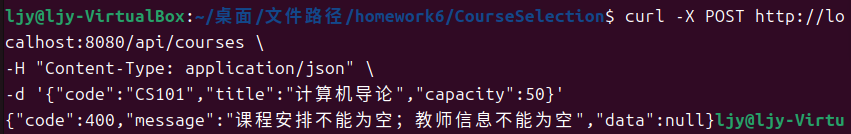 ljy@ljy-VirtualBox:~/桌面/文件路径/homework6/CourseSelection$ curl -X POST http://lo
calhost:8080/api/courses \
-H "Content-Type: application/json" \
-d '{"code":"CS101","title":"计算机导论","capacity":50}'
{"code":400,"message":"课程安排不能为空；教师信息不能为空","data":null}ljy@ljy-Virtu